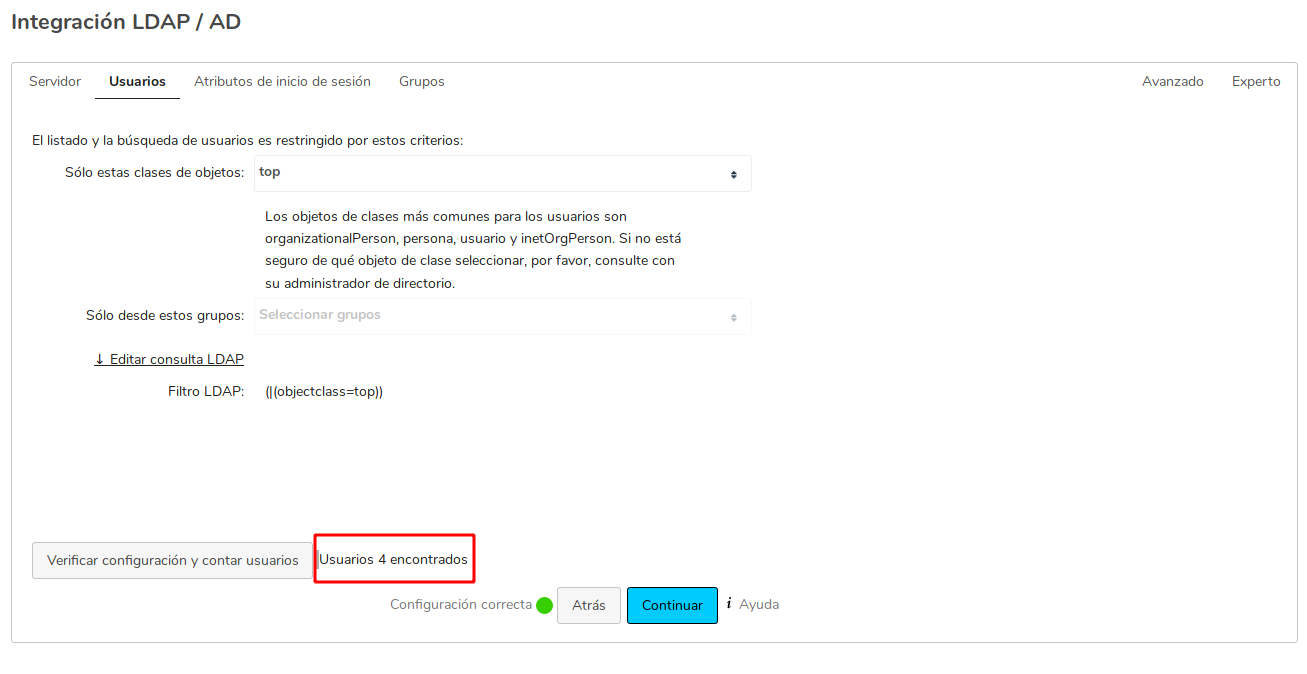 Integración LDAP / AD
Servidor Usuarios Atributos de inicio de sesión Grupos Avanzado Experto
El listado y la búsqueda de usuarios es restringido por estos criterios:
Sólo estas clases de objetos: top
Los objetos de clases más comunes para los usuarios son
organizationalPerson, persona, usuario y inetOrgPerson. Si no está
seguro de qué objeto de clase seleccionar, por favor, consulte con
su administrador de directorio.
Sólo desde estos grupos: Seleccionar grupos
↓ Editar consulta LDAP
Filtro LDAP: (|(objectclass=top))
Verificar configuración y contar usuarios Usuarios 4 encontrados
Configuración correcta Atrás Continuar i Ayuda